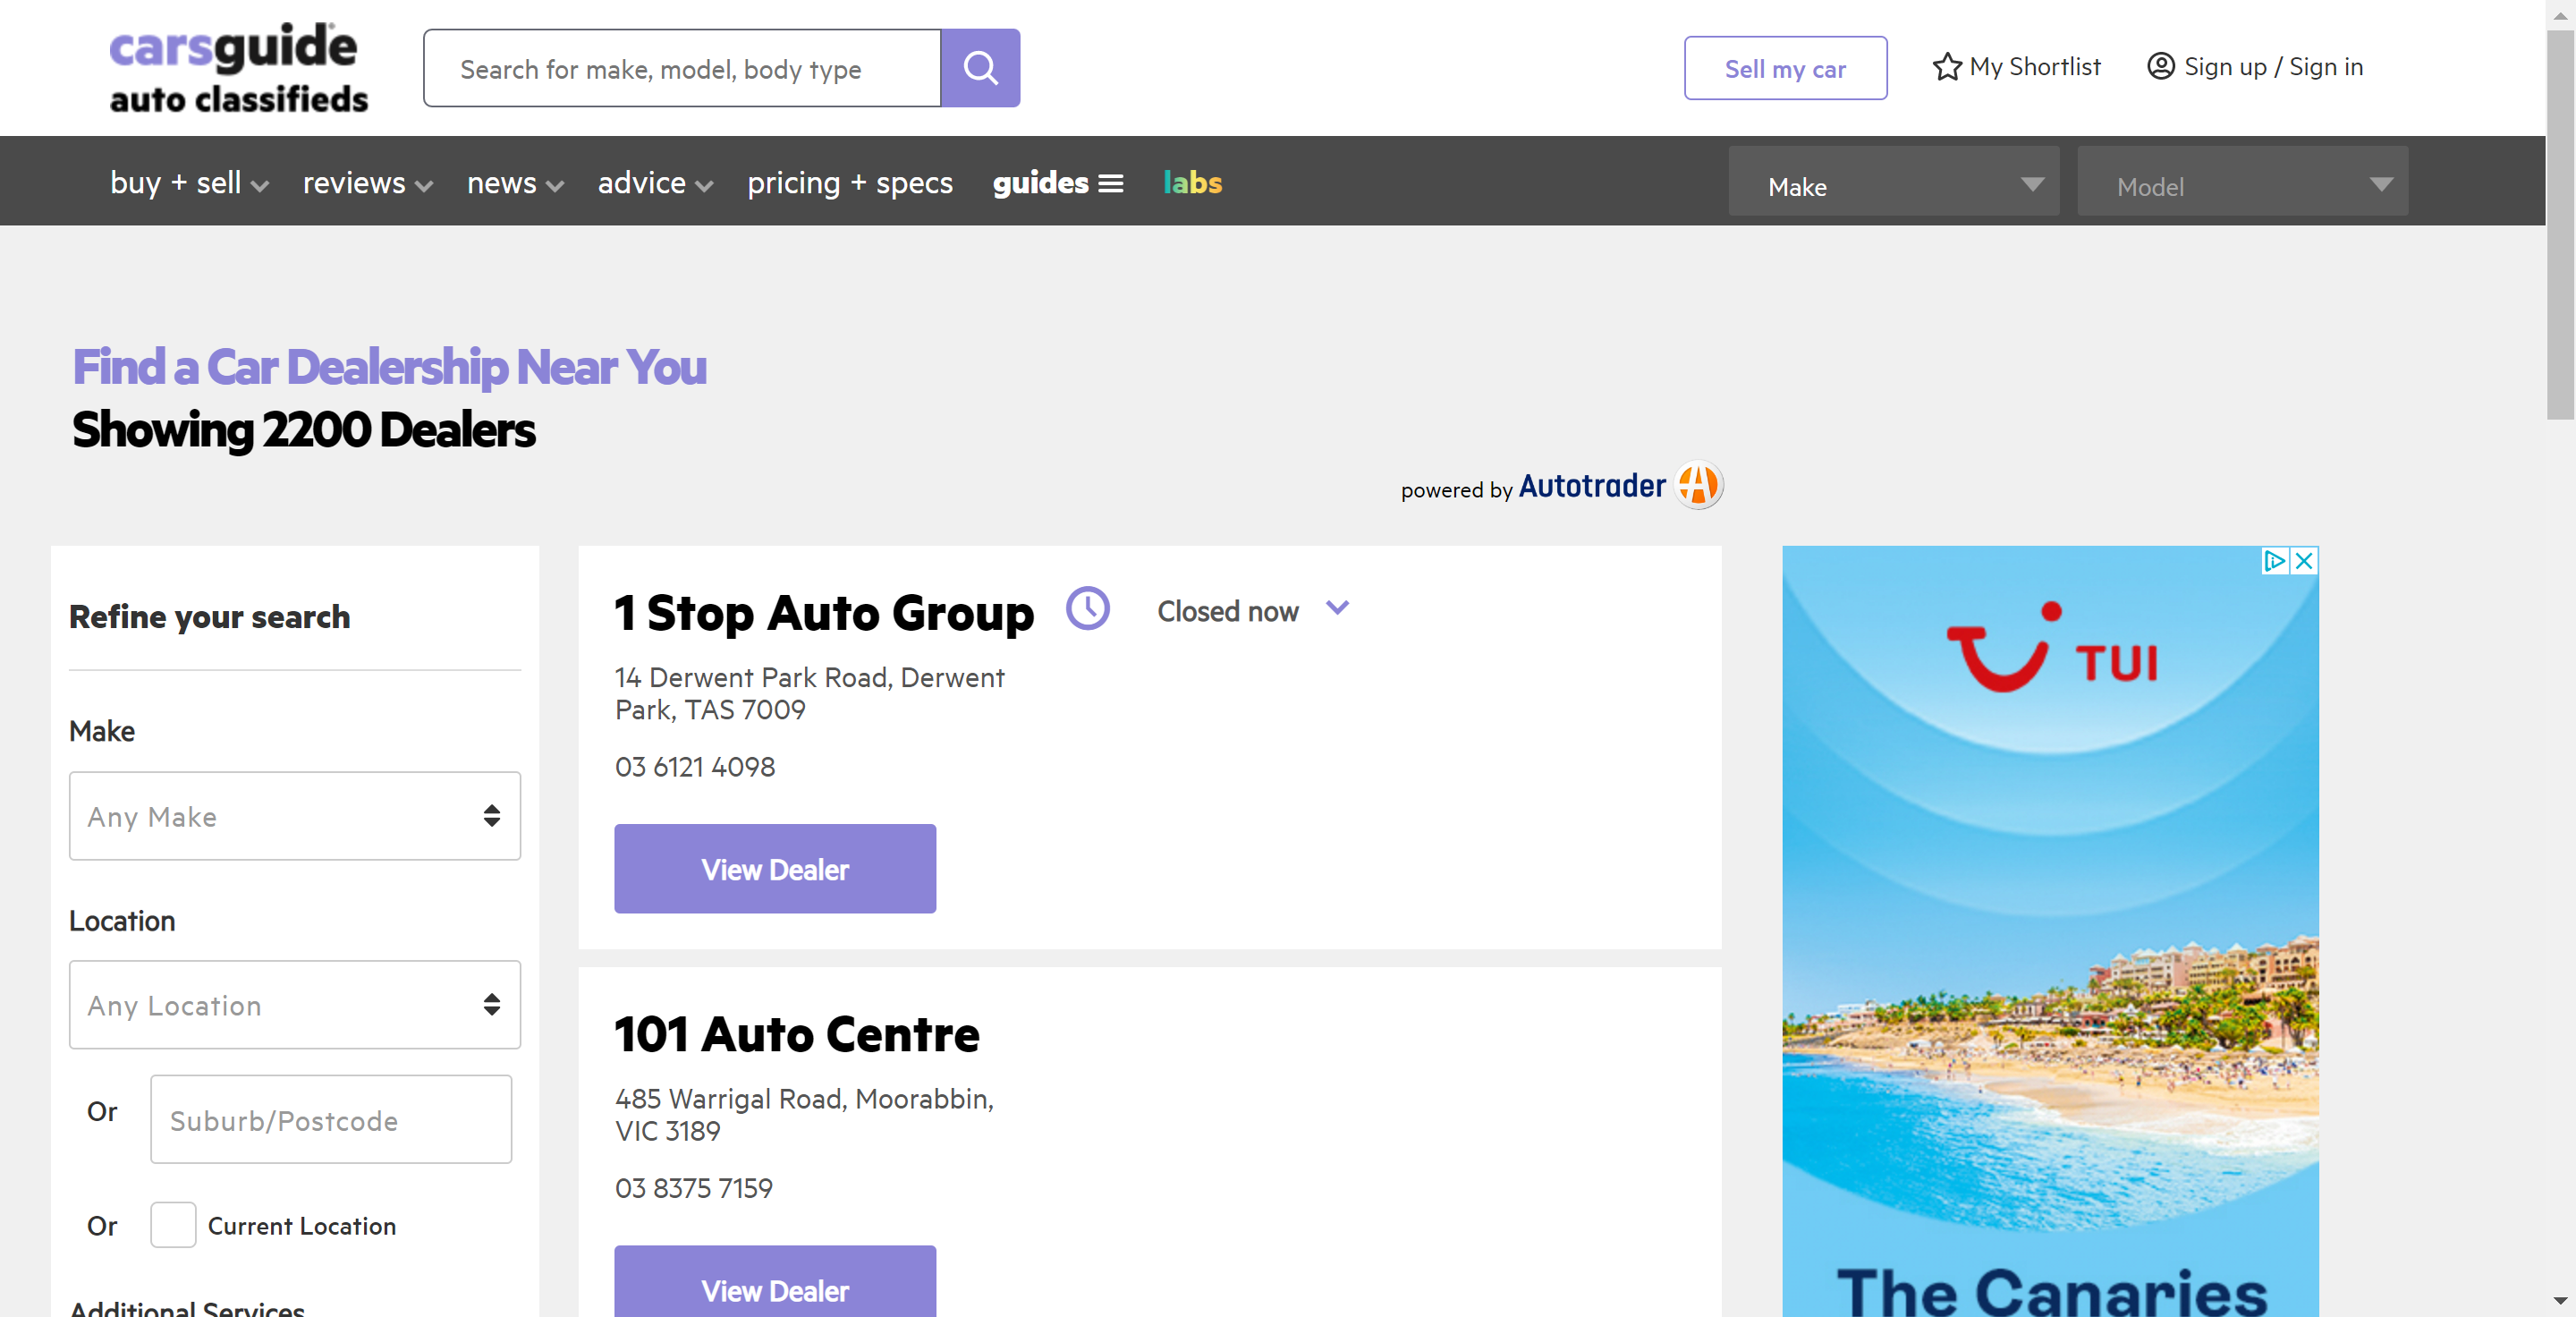 carsguide
auto classifieds
Search for make, model, body type
Sell my car
My Shortlist
Sign up / Sign in
buy + sell
reviews
news
advice
pricing + specs
guides
labs
Make
Model
Find a Car Dealership Near You
Showing 2200 Dealers
powered by Autotrader
Refine your search
Make
Any Make
Location
Any Location
Or
Suburb/Postcode
Or
Current Location
Additional Services
1 Stop Auto Group
Closed now
14 Derwent Park Road, Derwent
Park, TAS 7009
03 6121 4098
View Dealer
101 Auto Centre
485 Warrigal Road, Moorabbin,
VIC 3189
03 8375 7159
View Dealer
TUI
The Canaries